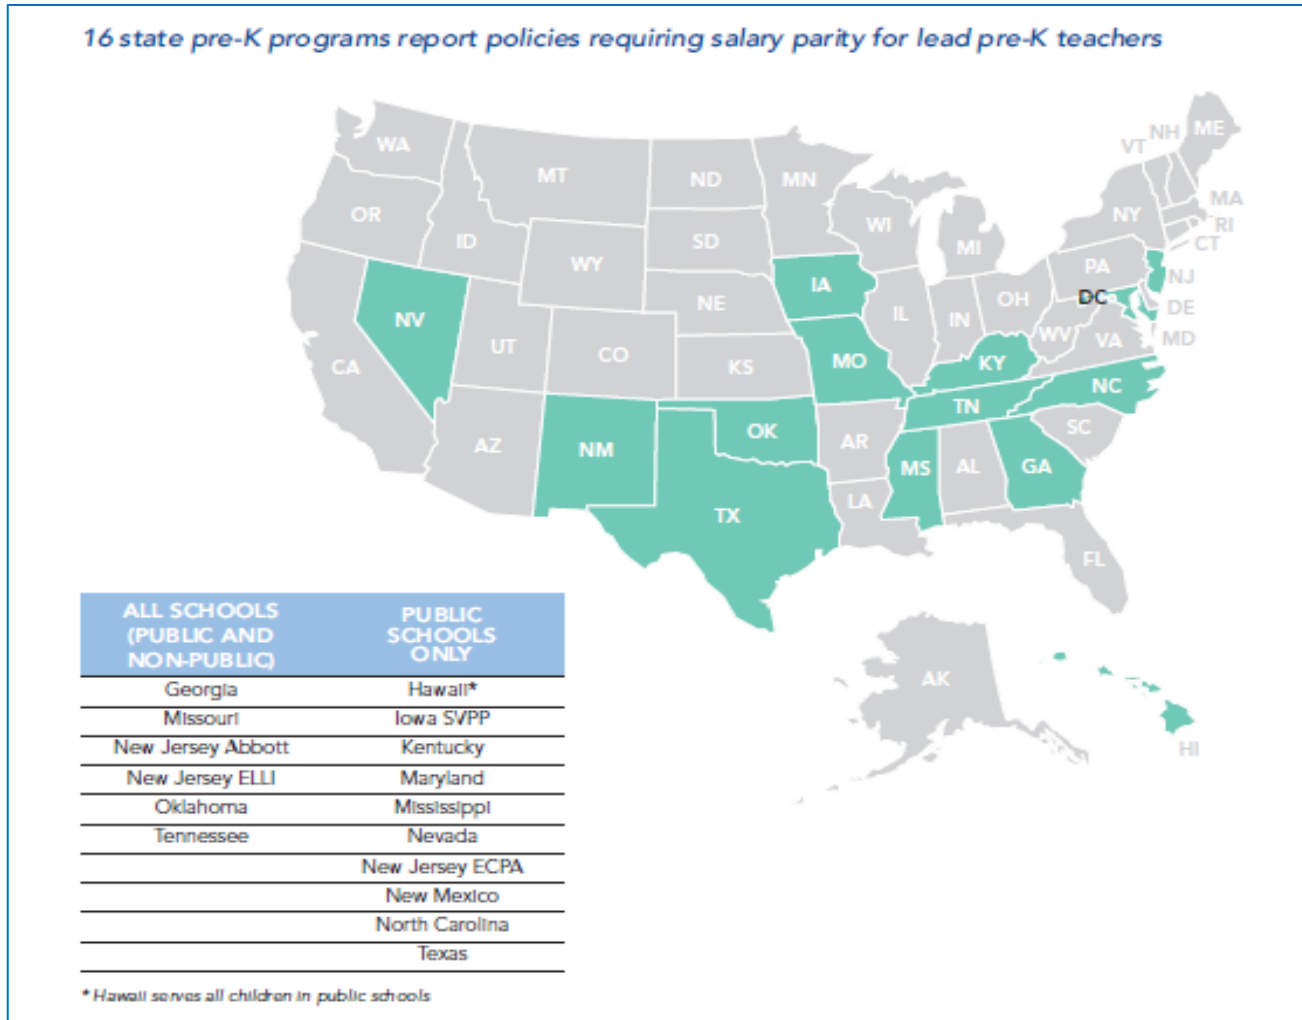 16 state pre-K programs report policies requiring salary parity for lead pre-K teachers
WA
MT
ND
MN
OR
ID
WY
SD
WI
MI
NY
VT
NH
ME
MA
RI
CT
NV
UT
CO
NE
KS
IA
MO
IL
IN
OH
PA
NJ
DC
DE
MD
WV
VA
KY
CA
AZ
NM
OK
TX
AR
LA
TN
NC
SC
MS
AL
GA
FL
AK
HI
ALL SCHOOLS
(PUBLIC AND
NON-PUBLIC)
PUBLIC
SCHOOLS
ONLY
Georgia Hawaii*
Missouri Iowa SVPP
New Jersey Abbott Kentucky
New Jersey ELLI Maryland
Oklahoma Mississippi
Tennessee Nevada
New Jersey ECPA
New Mexico
North Carolina
Texas
* Hawaii serves all children in public schools